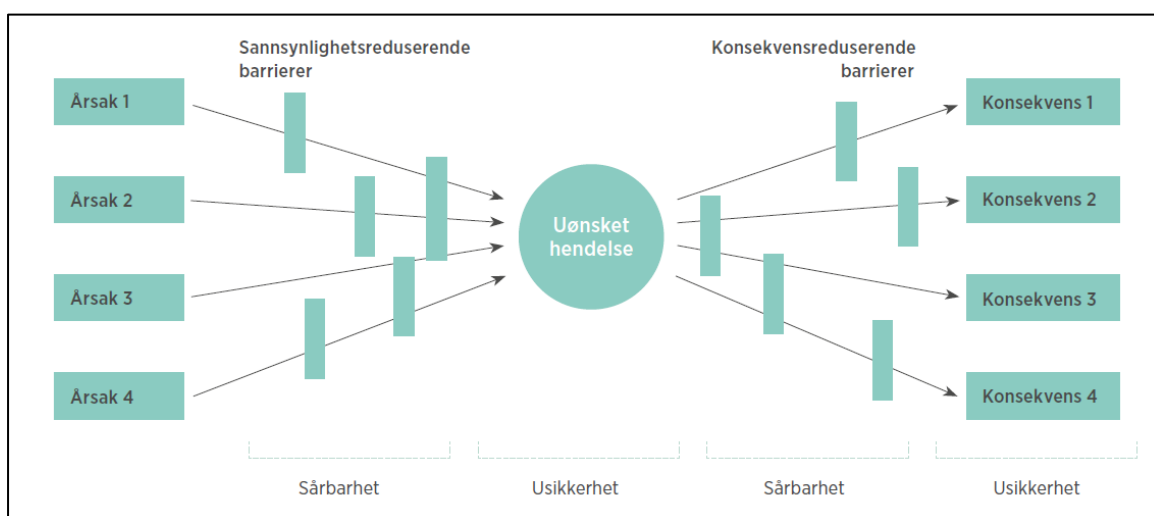 Sannsynlighetsreduserende
barrierer
Konsekvensreduserende
barrierer
Årsak 1
Årsak 2
Årsak 3
Årsak 4
Uønsket
hendelse
Konsekvens 1
Konsekvens 2
Konsekvens 3
Konsekvens 4
Sårbarhet
Usikkerhet
Sårbarhet
Usikkerhet